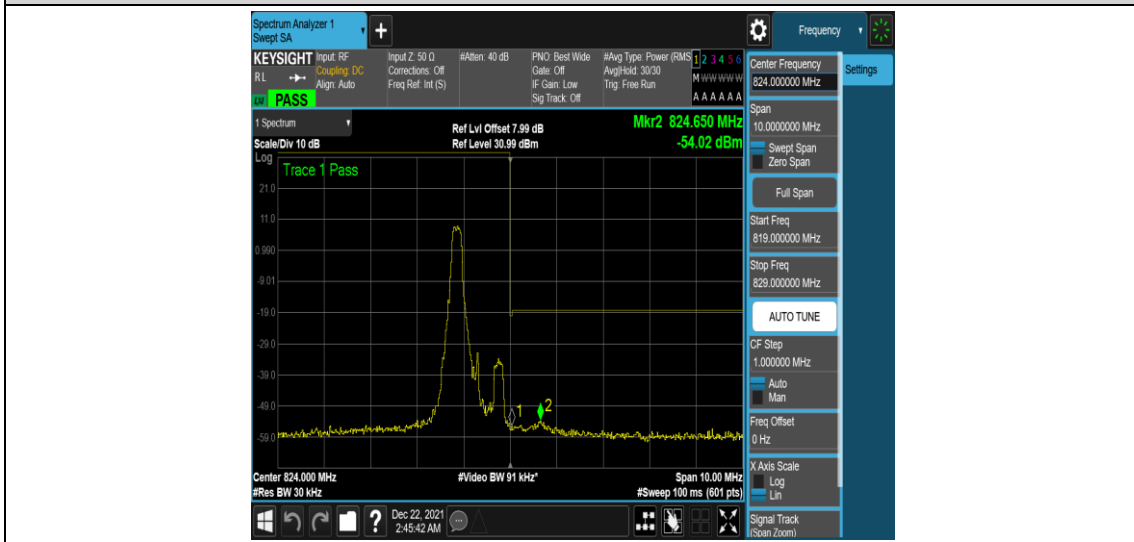 Spectrum Analyzer 1
Swept SA
+
Frequency
KEYSIGHT
RL
PASS
Input: RF
Coupling: DC
Align: Auto
Input Z: 50 Ω
Corrections: Off
Freq Ref: Int (S)
#Atten: 40 dB
PNO: Best Wide
Gate: Off
IF Gain: Low
Sig Track: Off
#Avg Type: Power (RMS
Avg|Hold: 30/30
Trig: Free Run
1 2 3 4 5 6
M W W W W W
A A A A A A
1 Spectrum
Scale/Div 10 dB
Ref Lvl Offset 7.99 dB
Ref Level 30.99 dBm
Mkr2 824.650 MHz
-54.02 dBm
Log
Trace 1 Pass
21.0
11.0
0.990
-9.01
-19.0
-29.0
-39.0
-49.0
-59.0
1
2
Center 824.000 MHz
#Video BW 91 kHz*
Span 10.00 MHz
#Res BW 30 kHz
#Sweep 100 ms (601 pts)
Dec 22, 2021
2:45:42 AM
?
Center Frequency
824.000000 MHz
Settings
Span
10.0000000 MHz
Swept Span
Zero Span
Full Span
Start Freq
819.000000 MHz
Stop Freq
829.000000 MHz
AUTO TUNE
CF Step
1.000000 MHz
Auto
Man
Freq Offset
0 Hz
X Axis Scale
Log
Lin
Signal Track
(Span Zoom)